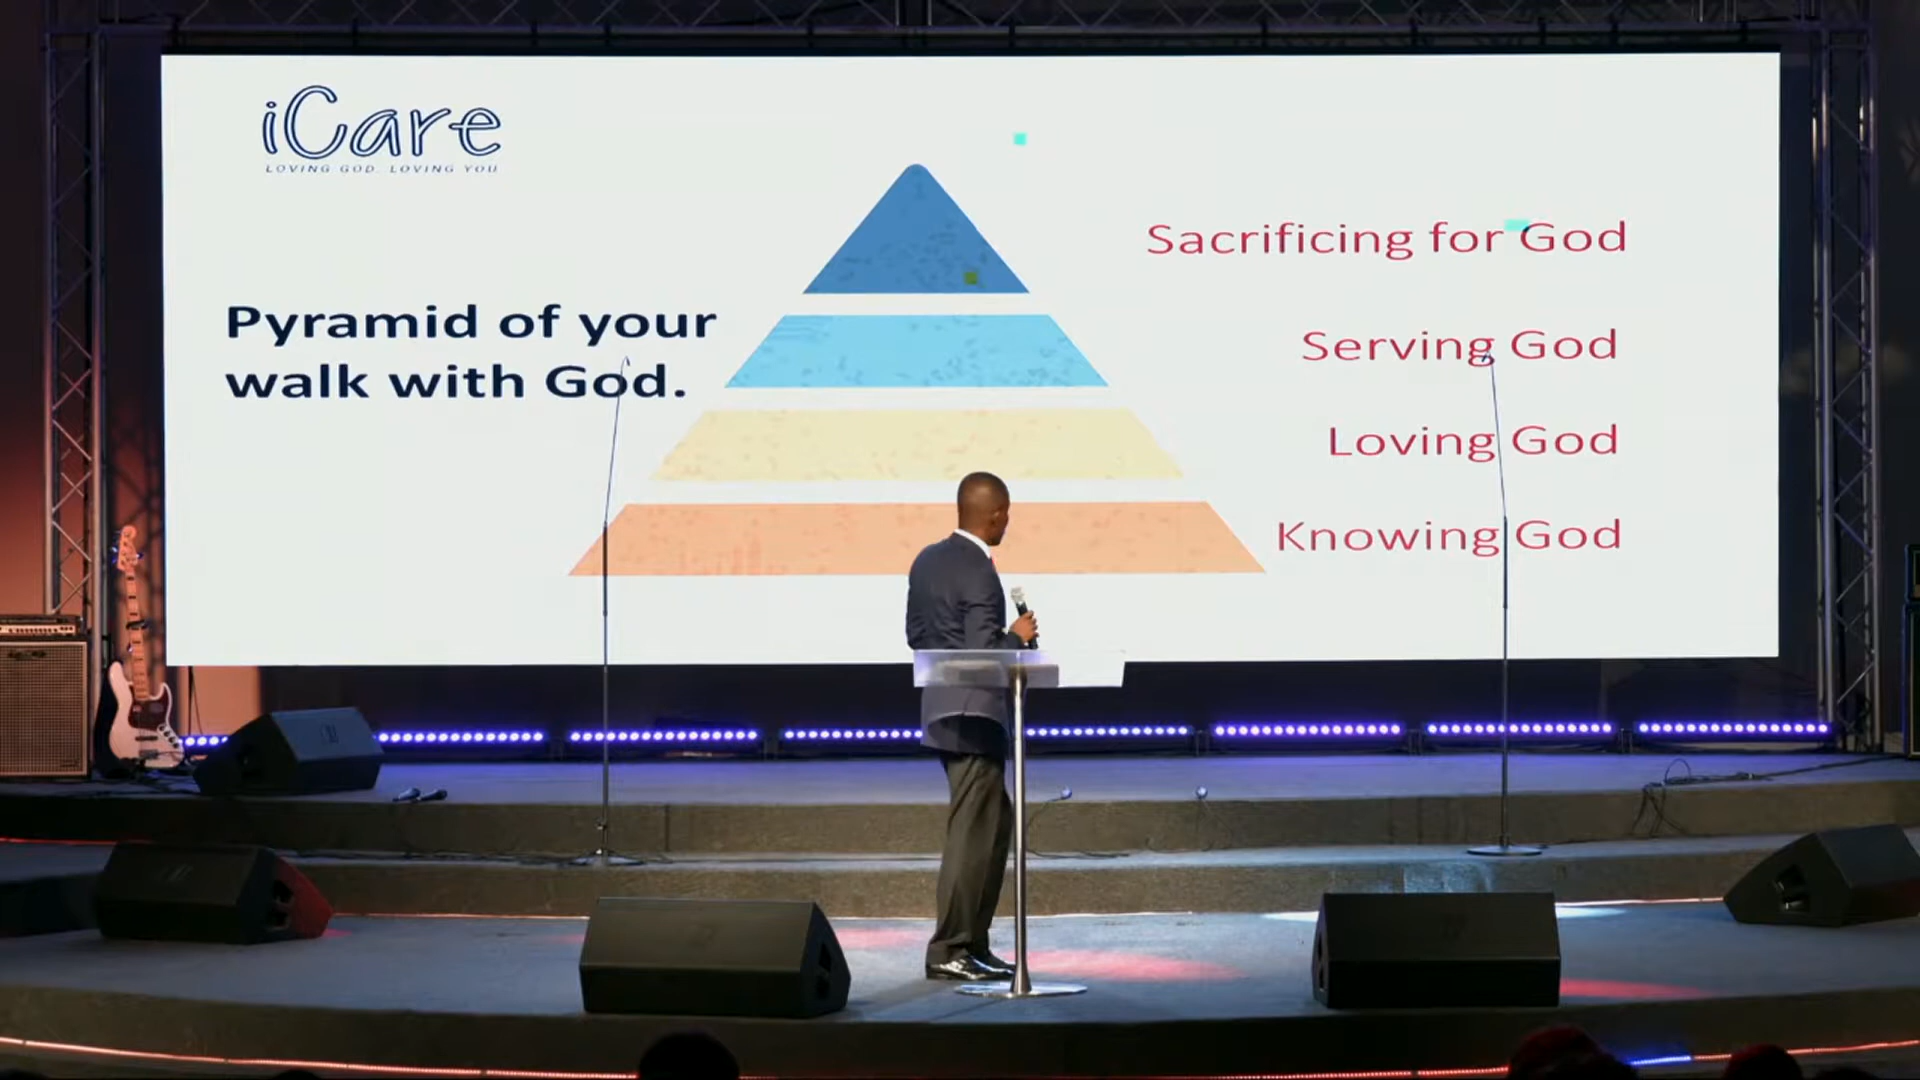 iCare
LOVING GOD. LOVING YOU
Pyramid of your
walk with God.
Sacrificing for God
Serving God
Loving God
Knowing God